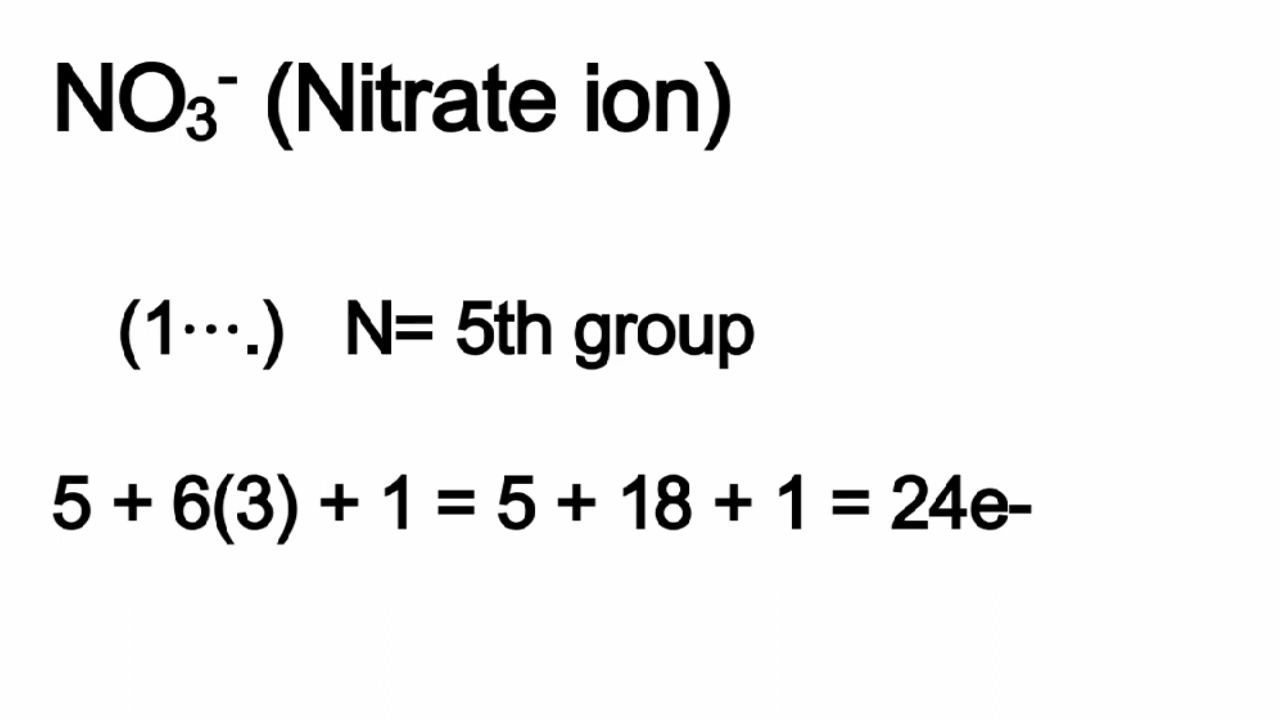 NO₃⁻ (Nitrate ion)
(1···.) N= 5th group
5 + 6(3) + 1 = 5 + 18 + 1 = 24e-